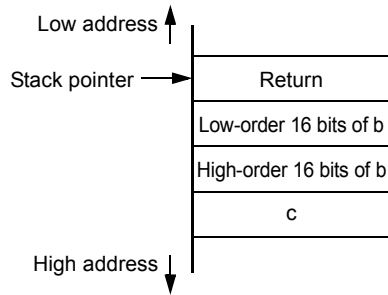 Low address
Stack pointer
Return
Low-order 16 bits of b
High-order 16 bits of b
c
High address